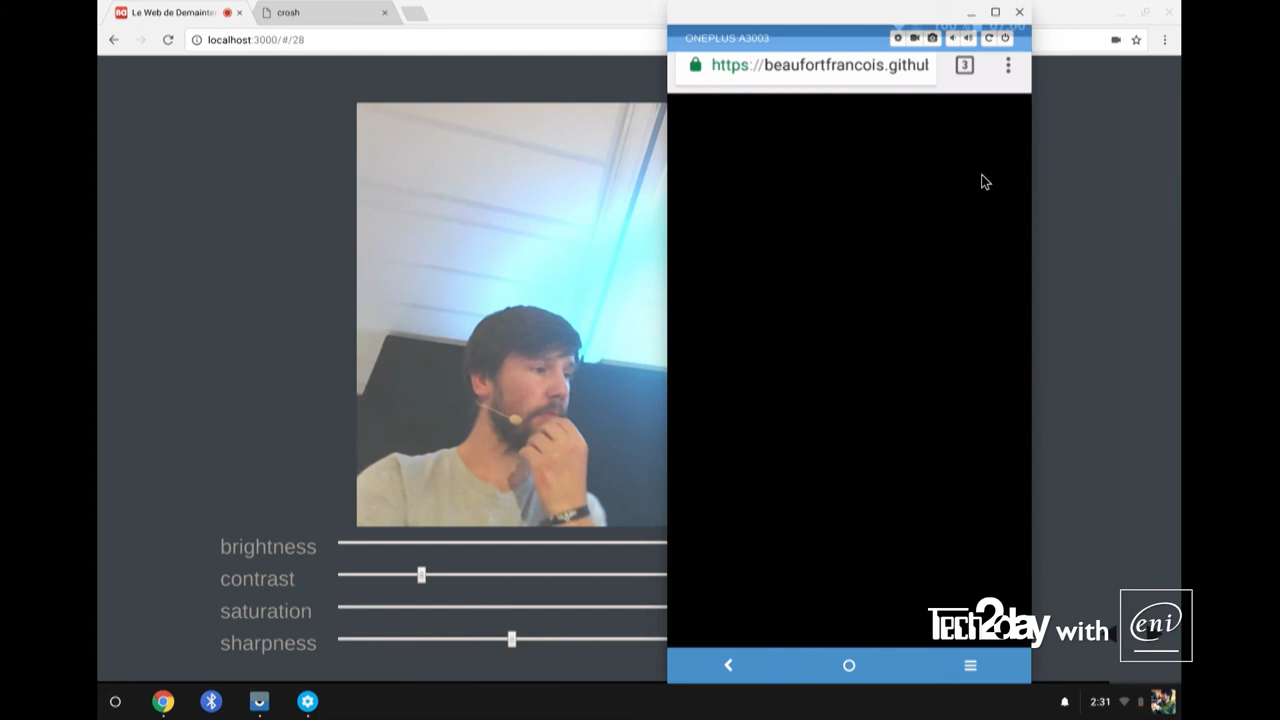 Le Web de Demainte
crosh
localhost:3000/#/28
ONEPLUS A3003
https://beaufortfrancois.githul
3
brightness
contrast
saturation
sharpness
Tech2day with eni
2:31